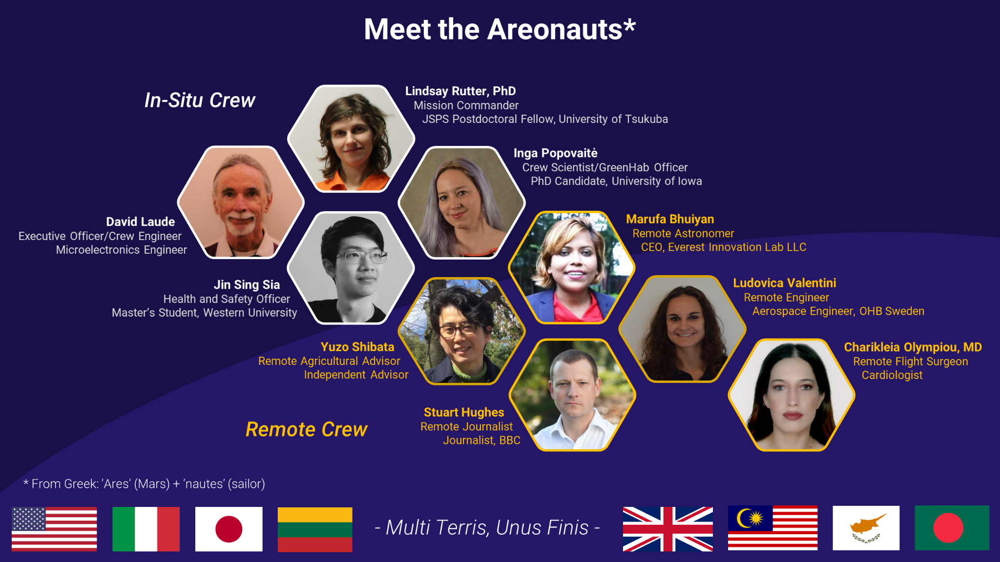 Meet the Areonauts*
In-Situ Crew
Lindsay Rutter, PhD
Mission Commander
JSPS Postdoctoral Fellow, University of Tsukuba
Inga Popovaitė
Crew Scientist/GreenHab Officer
PhD Candidate, University of Iowa
David Laude
Executive Officer/Crew Engineer
Microelectronics Engineer
Marufa Bhuiyan
Remote Astronomer
CEO, Everest Innovation Lab LLC
Jin Sing Sia
Health and Safety Officer
Master’s Student, Western University
Ludovica Valentini
Remote Engineer
Aerospace Engineer, OHB Sweden
Yuzo Shibata
Remote Agricultural Advisor
Independent Advisor
Charikleia Olympiou, MD
Remote Flight Surgeon
Cardiologist
Stuart Hughes
Remote Journalist
Journalist, BBC
Remote Crew
* From Greek: ‘Ares’ (Mars) + ‘nautes’ (sailor)
- Multi Terris, Unus Finis -